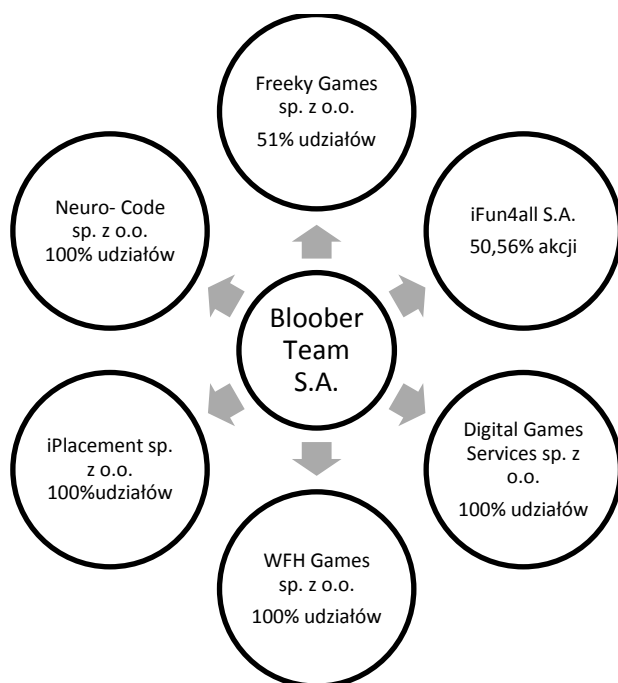 Freeky Games
sp. z o.o.
51% udziałów
Neuro- Code
sp. z o.o.
100% udziałów
iFun4all S.A.
50,56% akcji
Bloober
Team
S.A.
iPlacement sp.
z o.o.
100%udziałów
Digital Games
Services sp. z
o.o.
100% udziałów
WFH Games
sp. z o.o.
100% udziałów